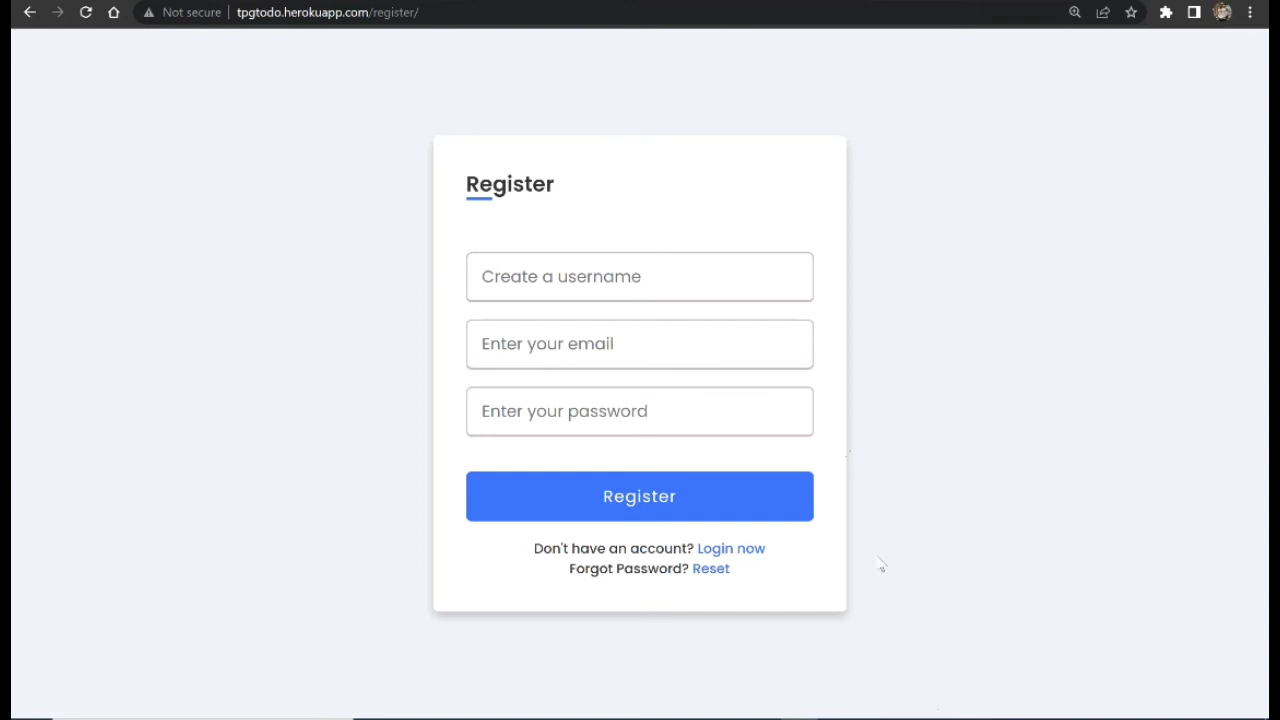 Not secure tpgtodo.herokuapp.com/register/
Register
Create a username
Enter your email
Enter your password
Register
Don't have an account? Login now
Forgot Password? Reset